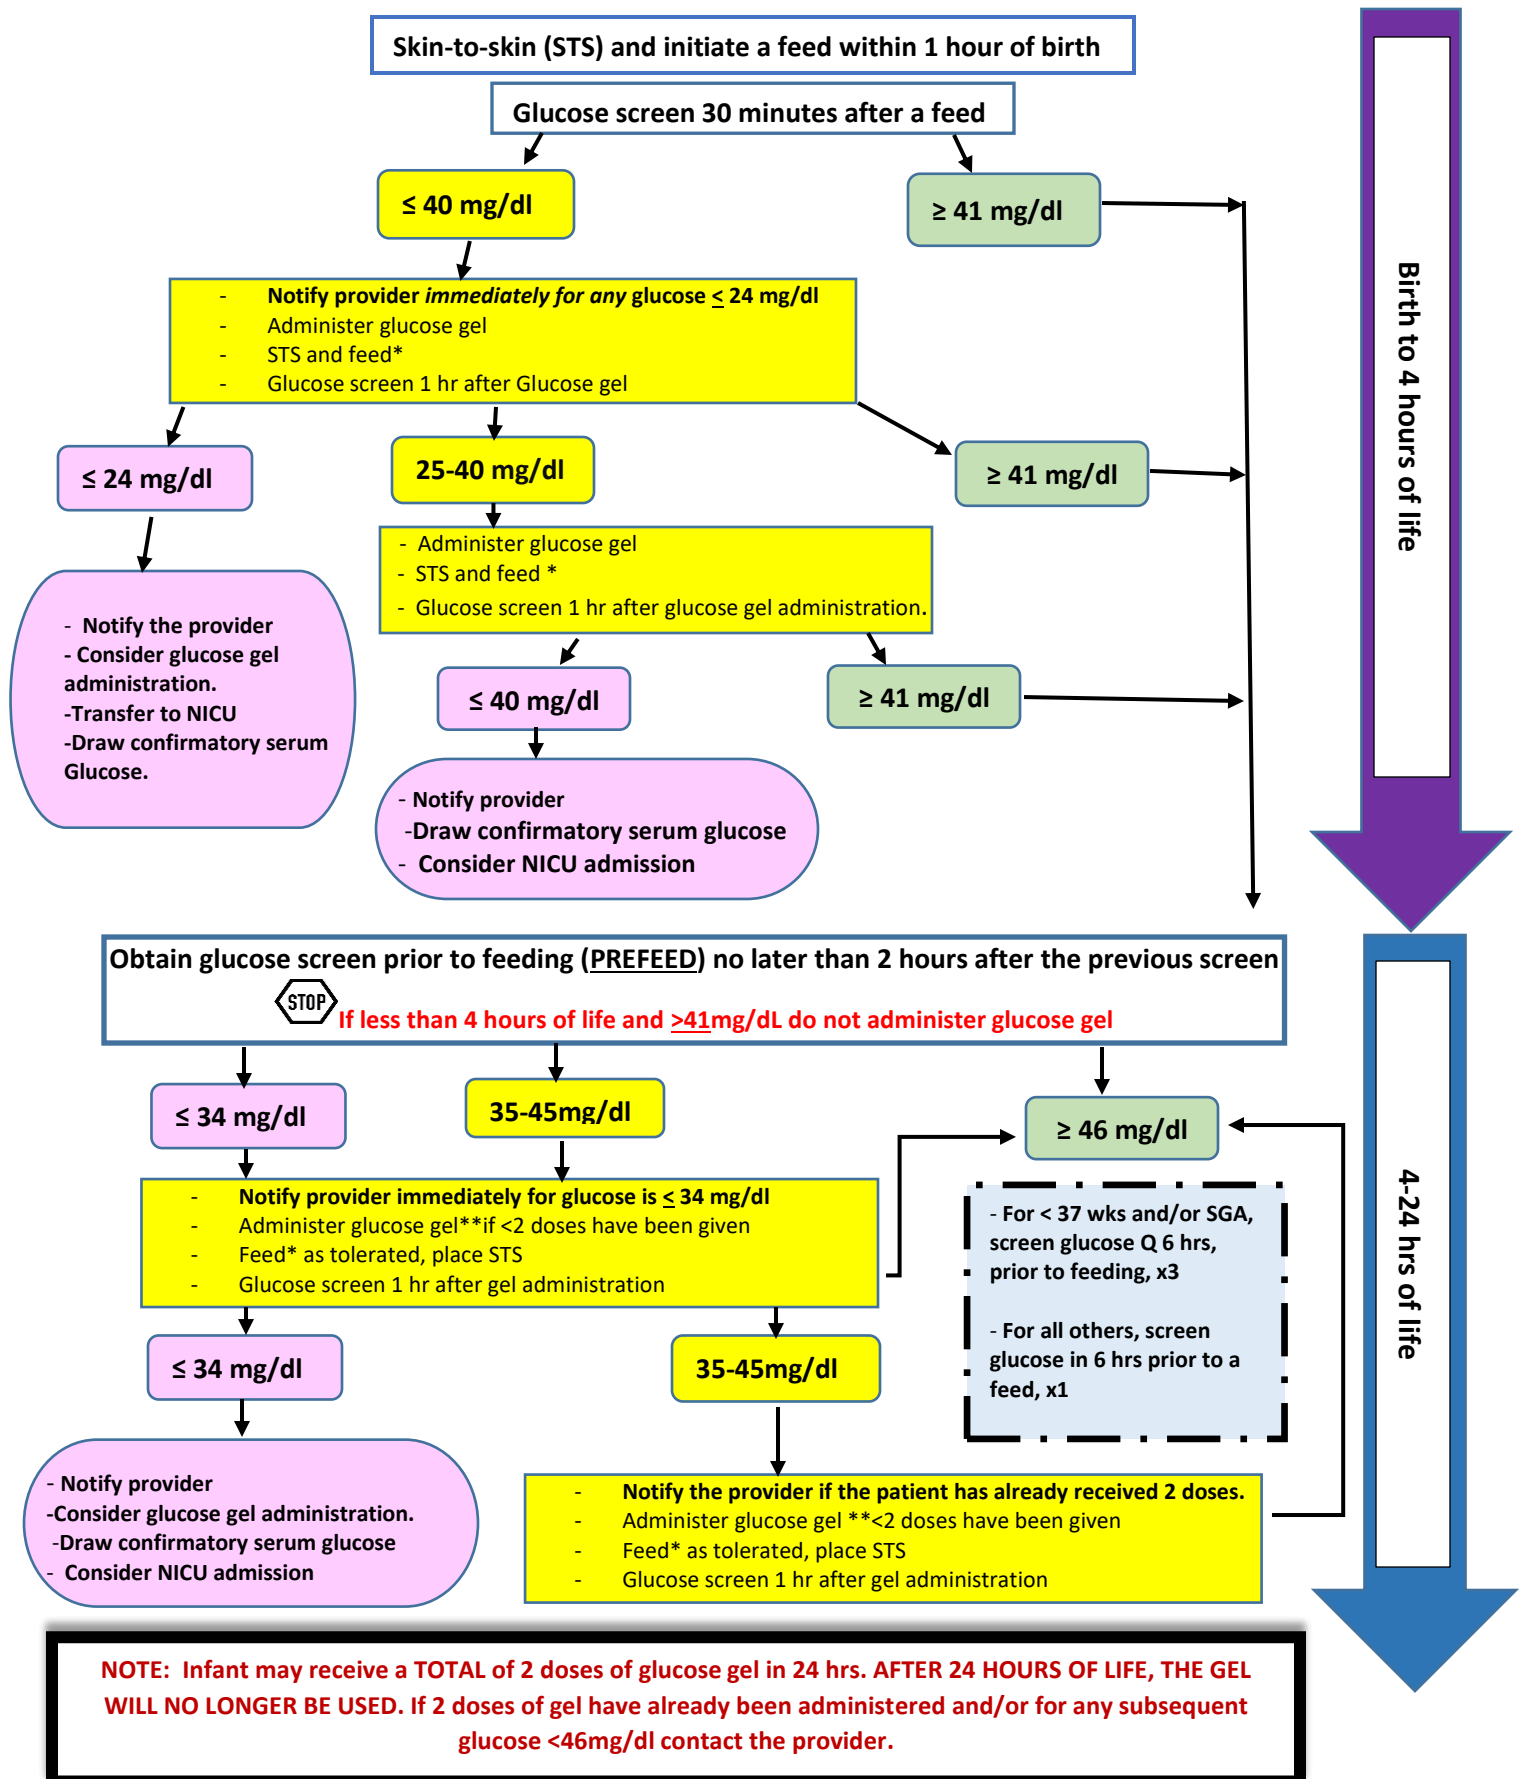 Skin-to-skin (STS) and initiate a feed within 1 hour of birth
Glucose screen 30 minutes after a feed
≤ 40 mg/dl
≥ 41 mg/dl
- Notify provider immediately for any glucose ≤ 24 mg/dl
- Administer glucose gel
- STS and feed*
- Glucose screen 1 hr after Glucose gel
≤ 24 mg/dl
25-40 mg/dl
≥ 41 mg/dl
- Notify the provider
- Consider glucose gel
administration.
-Transfer to NICU
-Draw confirmatory serum
Glucose.
- Administer glucose gel
- STS and feed *
- Glucose screen 1 hr after glucose gel administration.
≤ 40 mg/dl
≥ 41 mg/dl
- Notify provider
-Draw confirmatory serum glucose
- Consider NICU admission
Birth to 4 hours of life
Obtain glucose screen prior to feeding (PREFEED) no later than 2 hours after the previous screen
STOP
If less than 4 hours of life and >41mg/dL do not administer glucose gel
≤ 34 mg/dl
35-45mg/dl
≥ 46 mg/dl
- Notify provider immediately for glucose is ≤ 34 mg/dl
- Administer glucose gel**if <2 doses have been given
- Feed* as tolerated, place STS
- Glucose screen 1 hr after gel administration
- For < 37 wks and/or SGA,
screen glucose Q 6 hrs,
prior to feeding, x3
- For all others, screen
glucose in 6 hrs prior to a
feed, x1
≤ 34 mg/dl
35-45mg/dl
- Notify provider
-Consider glucose gel administration.
-Draw confirmatory serum glucose
- Consider NICU admission
- Notify the provider if the patient has already received 2 doses.
- Administer glucose gel **<2 doses have been given
- Feed* as tolerated, place STS
- Glucose screen 1 hr after gel administration
4-24 hrs of life
NOTE: Infant may receive a TOTAL of 2 doses of glucose gel in 24 hrs. AFTER 24 HOURS OF LIFE, THE GEL
WILL NO LONGER BE USED. If 2 doses of gel have already been administered and/or for any subsequent
glucose <46mg/dl contact the provider.